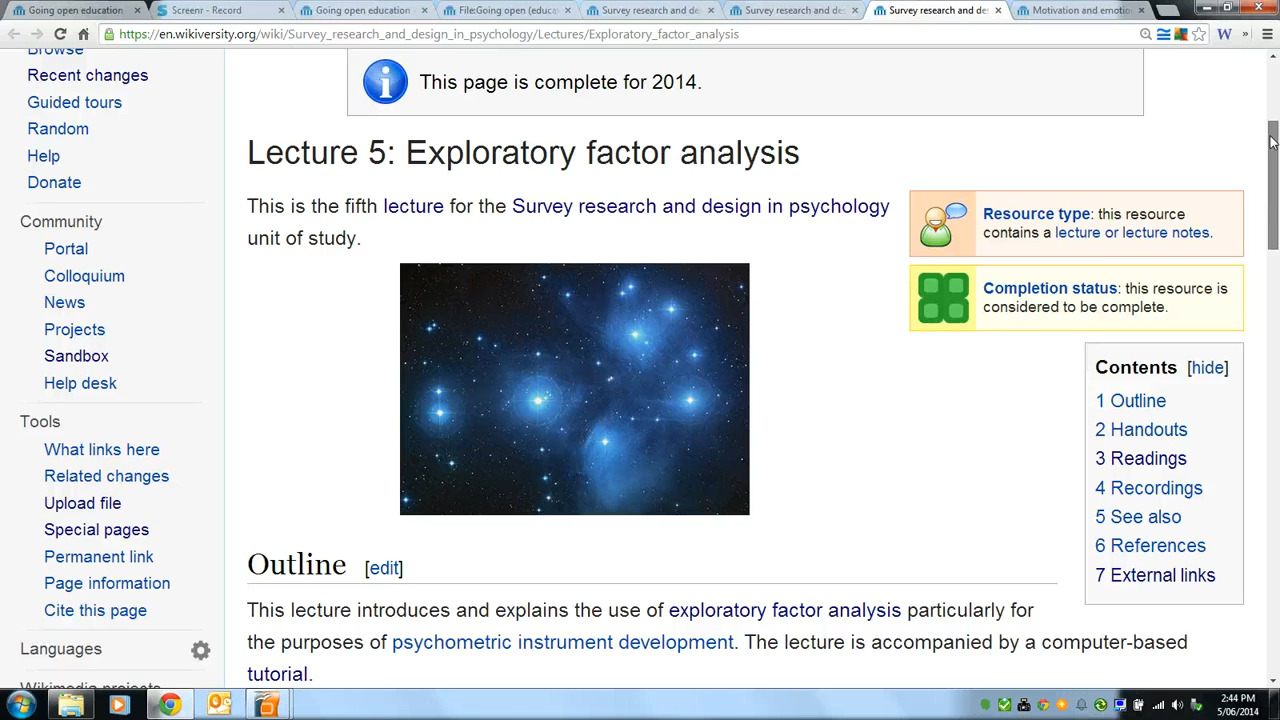 Going open education
Screenr - Record
Going open education
FileGoing open (educa
Survey research and de
Survey research and de
Survey research and de
Motivation and emotio
https://en.wikiversity.org/wiki/Survey_research_and_design_in_psychology/Lectures/Exploratory_factor_analysis
W
»
Browse
Recent changes
Guided tours
Random
Help
Donate
Community
Portal
Colloquium
News
Projects
Sandbox
Help desk
Tools
What links here
Related changes
Upload file
Special pages
Permanent link
Page information
Cite this page
Languages
Wikimedia projects
This page is complete for 2014.
Lecture 5: Exploratory factor analysis
This is the fifth lecture for the Survey research and design in psychology
unit of study.
Resource type: this resource
contains a lecture or lecture notes.
Completion status: this resource is
considered to be complete.
Contents [hide]
1 Outline
2 Handouts
3 Readings
4 Recordings
5 See also
6 References
7 External links
Outline [edit]
This lecture introduces and explains the use of exploratory factor analysis particularly for
the purposes of psychometric instrument development. The lecture is accompanied by a computer-based
tutorial.
2:44 PM
5/06/2014